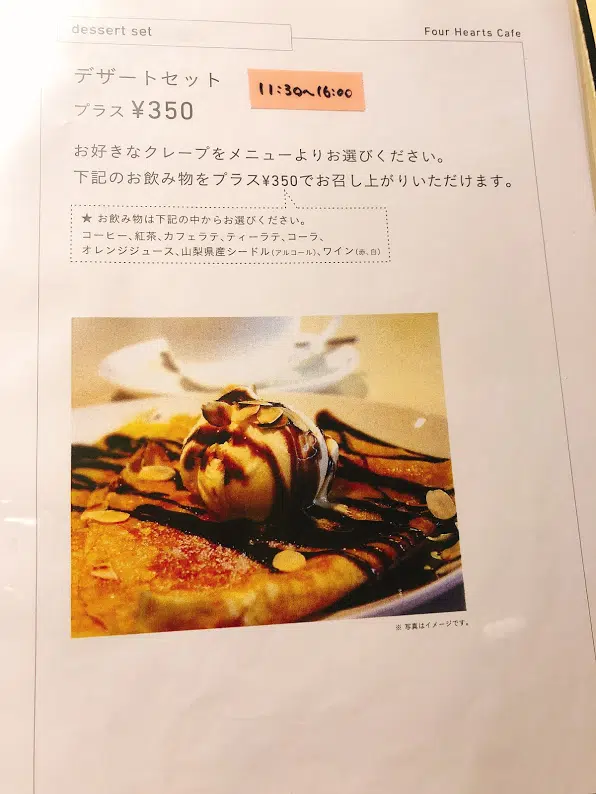 dessert set
Four Hearts Cafe
デザートセット
11:30~16:00
プラス ¥350
お好きなクレープをメニューよりお選びください。
下記のお飲み物をプラス¥350でお召し上がりいただけます。
★ お飲み物は下記の中からお選びください。
コーヒー、紅茶、カフェラテ、ティーラテ、コーラ、
オレンジジュース、山梨県産シードル(アルコール)、ワイン(赤、白)
※ 写真はイメージです。